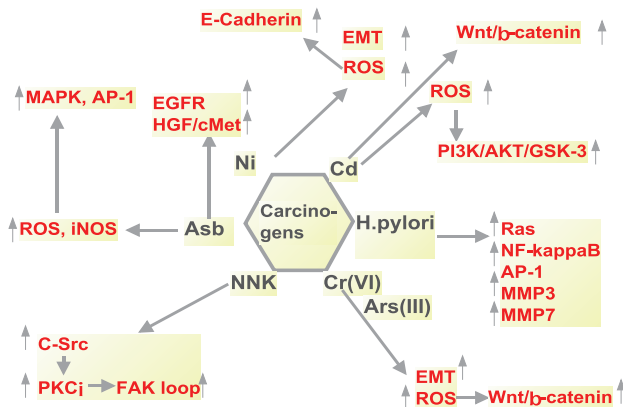 E-Cadherin
EMT
ROS
Wnt/b-catenin
ROS
PI3K/AKT/GSK-3
MAPK, AP-1
EGFR
HGF/cMet
Ni
Cd
ROS, iNOS
Asb
Carcino-
gens
H.pylori
Ras
NF-kappaB
AP-1
MMP3
MMP7
NNK
Cr(VI)
Ars(III)
C-Src
PKC¡
FAK loop
EMT
ROS
Wnt/b-catenin